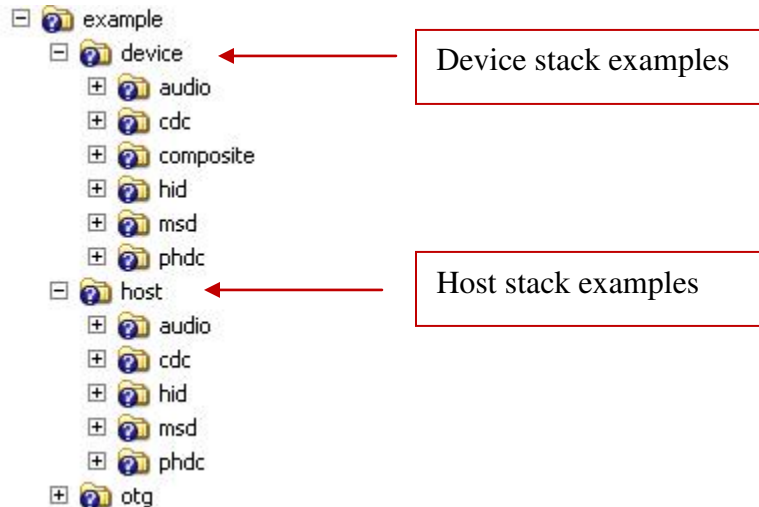 example
device
Device stack examples
audio
cdc
composite
hid
msd
phdc
host
Host stack examples
audio
cdc
hid
msd
phdc
otg